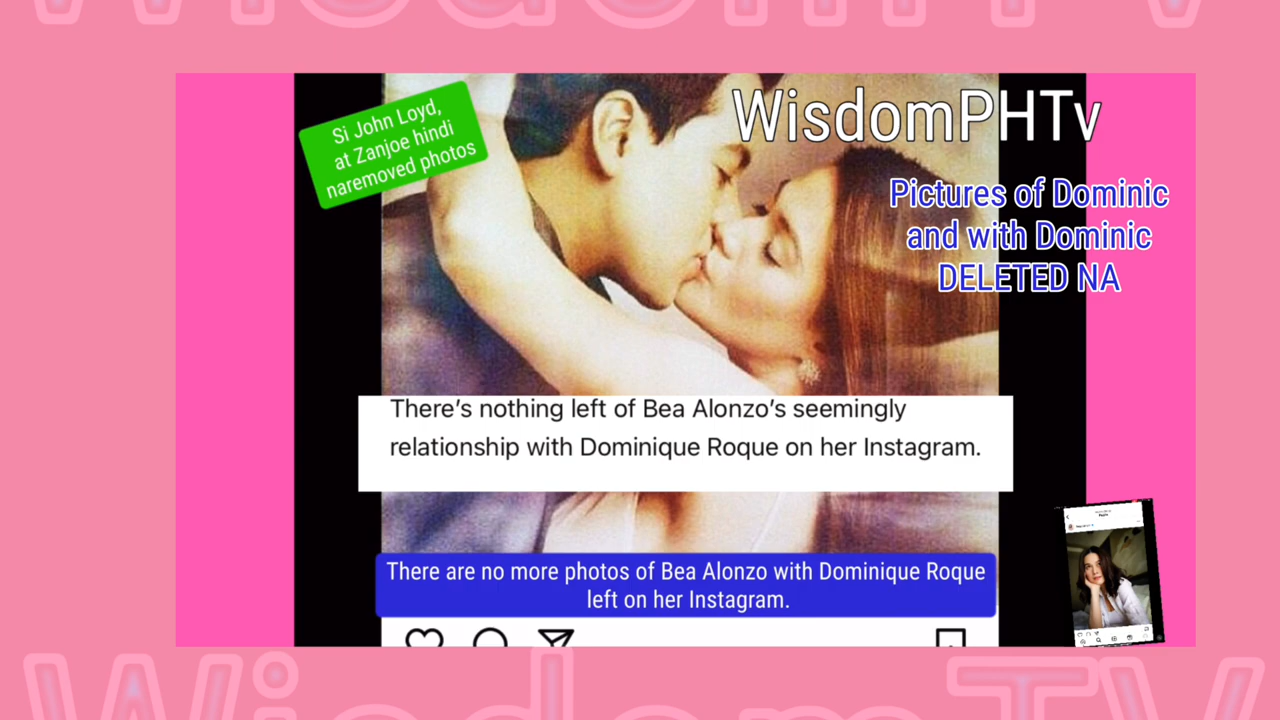 WisdomPHTv
Si John Loyd,
at Zanjoe hindi
naremoved photos
Pictures of Dominic
and with Dominic
DELETED NA
There's nothing left of Bea Alonzo's seemingly
relationship with Dominique Roque on her Instagram.
There are no more photos of Bea Alonzo with Dominique Roque
left on her Instagram.
WisdomTV